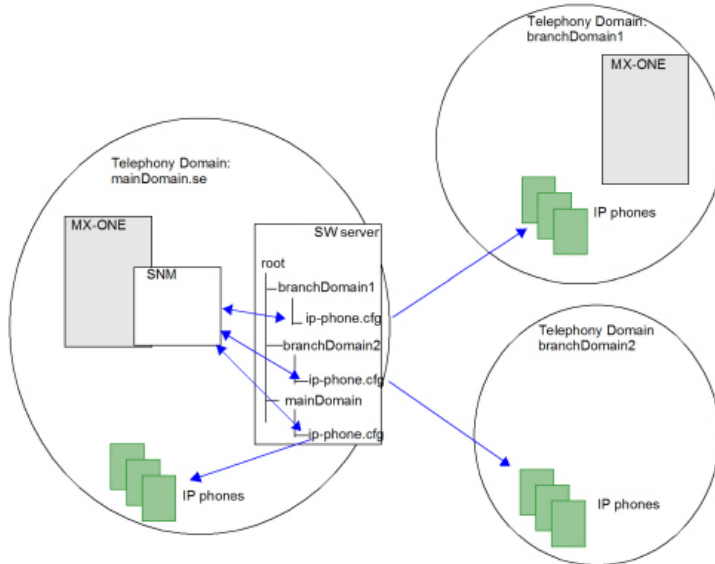 Telephony Domain:
branchDomain1
MX-ONE
IP phones
Telephony Domain:
mainDomain.se
MX-ONE
SNM
SW server
root
branchDomain1
ip-phone.cfg
branchDomain2
ip-phone.cfg
mainDomain
ip-phone.cfg
IP phones
Telephony Domain
branchDomain2
IP phones